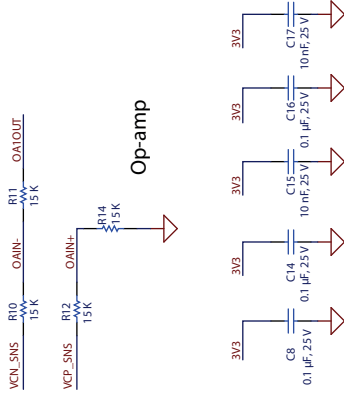 VCN_SNS
R10
15 K
OAIN-
R11
15 K
OA1OUT
VCP_SNS
R12
15 K
OAIN+
R14
15 K
Op-amp
3V3
C8
0.1 µF, 25 V
3V3
C14
0.1 µF, 25 V
3V3
C15
10 nF, 25 V
3V3
C16
0.1 µF, 25 V
3V3
C17
10 nF, 25 V